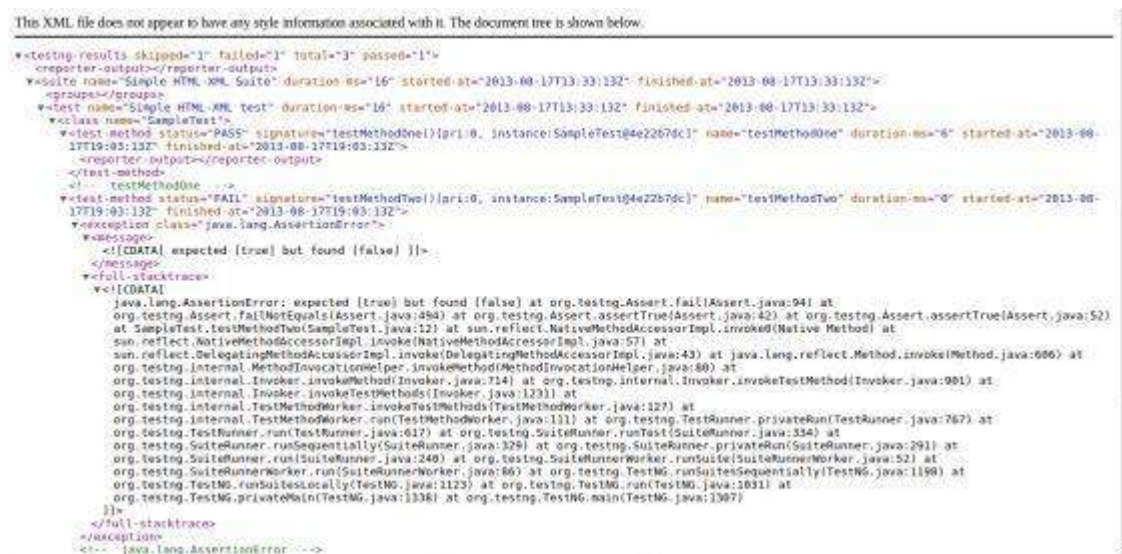 This XML file does not appear to have any style information associated with it. The document tree is shown below.
▼<testng-results skipped="1" failed="1" total="3" passed="1">
<reporter-output></reporter-output>
▼<suite name="Simple HTML-XML Suite" duration-ms="16" started-at="2013-08-17T13:33:13Z" finished-at="2013-08-17T13:33:13Z">
<groups></groups>
▼<test name="Simple HTML-XML test" duration-ms="16" started-at="2013-08-17T13:33:13Z" finished-at="2013-08-17T13:33:13Z">
▼<class name="SampleTest">
▼<test-method status="PASS" signature="testMethodOne()[pri:0, instance:SampleTest@4e22b7dc]" name="testMethodOne" duration-ms="6" started-at="2013-08-
17T19:03:13Z" finished-at="2013-08-17T19:03:13Z">
<reporter-output></reporter-output>
</test-method>
<!-- testMethodOne -->
▼<test-method status="FAIL" signature="testMethodTwo()[pri:0, instance:SampleTest@4e22b7dc]" name="testMethodTwo" duration-ms="0" started-at="2013-08-
17T19:03:13Z" finished-at="2013-08-17T19:03:13Z">
▼<exception class="java.lang.AssertionError">
▼<message>
<![CDATA[ expected [true] but found [false] ]]>
</message>
▼<full-stacktrace>
▼<![CDATA[
java.lang.AssertionError: expected [true] but found [false] at org.testng.Assert.fail(Assert.java:94) at
org.testng.Assert.failNotEquals(Assert.java:494) at org.testng.Assert.assertTrue(Assert.java:42) at org.testng.Assert.assertTrue(Assert.java:52)
at SampleTest.testMethodTwo(SampleTest.java:12) at sun.reflect.NativeMethodAccessorImpl.invoke0(Native Method) at
sun.reflect.NativeMethodAccessorImpl.invoke(NativeMethodAccessorImpl.java:57) at
sun.reflect.DelegatingMethodAccessorImpl.invoke(DelegatingMethodAccessorImpl.java:43) at java.lang.reflect.Method.invoke(Method.java:606) at
org.testng.internal.MethodInvocationHelper.invokeMethod(MethodInvocationHelper.java:80) at
org.testng.internal.Invoker.invokeMethod(Invoker.java:714) at org.testng.internal.Invoker.invokeTestMethod(Invoker.java:901) at
org.testng.internal.Invoker.invokeTestMethods(Invoker.java:1231) at
org.testng.internal.TestMethodWorker.invokeTestMethods(TestMethodWorker.java:127) at
org.testng.internal.TestMethodWorker.run(TestMethodWorker.java:111) at org.testng.TestRunner.privateRun(TestRunner.java:767) at
org.testng.TestRunner.run(TestRunner.java:617) at org.testng.SuiteRunner.runTest(SuiteRunner.java:334) at
org.testng.SuiteRunner.runSequentially(SuiteRunner.java:329) at org.testng.SuiteRunner.privateRun(SuiteRunner.java:291) at
org.testng.SuiteRunner.run(SuiteRunner.java:240) at org.testng.SuiteRunnerWorker.runSuite(SuiteRunnerWorker.java:52) at
org.testng.SuiteRunnerWorker.run(SuiteRunnerWorker.java:86) at org.testng.TestNG.runSuitesSequentially(TestNG.java:1198) at
org.testng.TestNG.runSuitesLocally(TestNG.java:1123) at org.testng.TestNG.run(TestNG.java:1031) at
org.testng.TestNG.privateMain(TestNG.java:1338) at org.testng.TestNG.main(TestNG.java:1307)
]]>
</full-stacktrace>
</exception>
<!-- java.lang.AssertionError -->